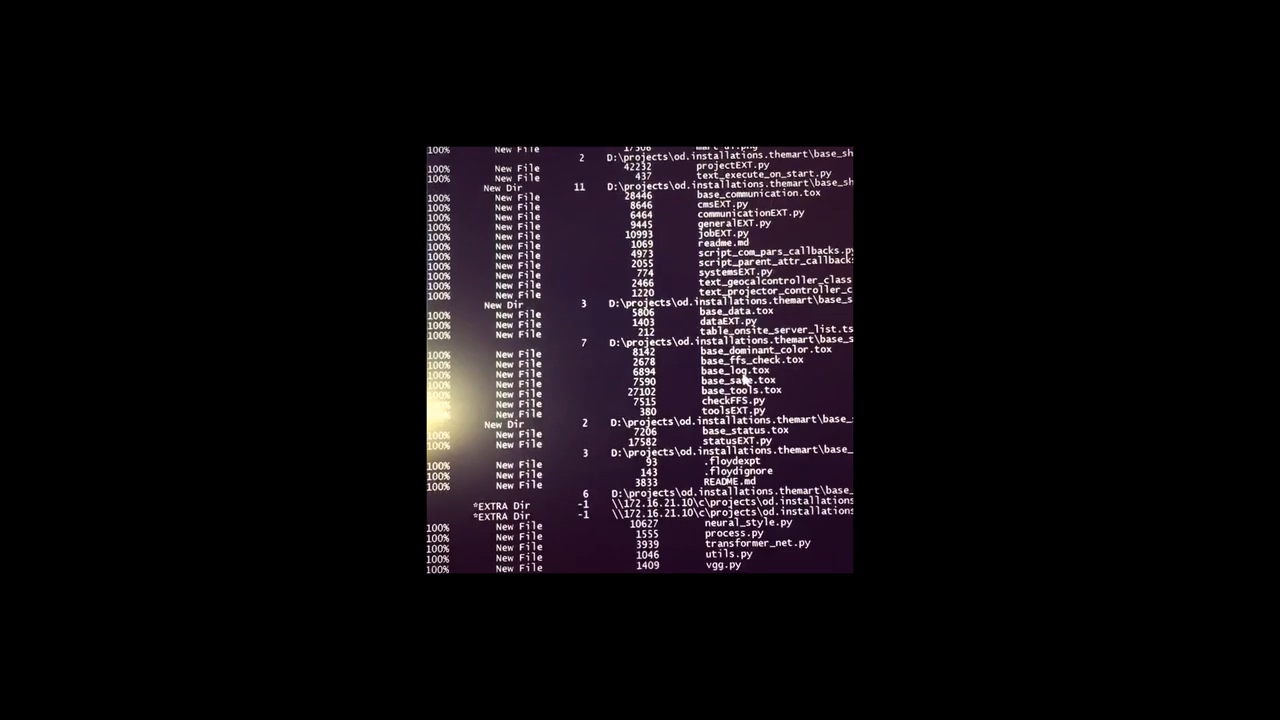 100% New File 17308
2 D:\projects\od.installations.themart\base_sh
100% New File 42232 projectEXT.py
100% New File 437 text_execute_on_start.py
New Dir 11 D:\projects\od.installations.themart\base_sh
100% New File 28446 base_communication.tox
100% New File 8646 cmsEXT.py
100% New File 6464 communicationEXT.py
100% New File 9445 generalEXT.py
100% New File 10993 jobEXT.py
100% New File 1069 readme.md
100% New File 4973 script_com_pars_callbacks.py
100% New File 2055 script_parent_attr_callback
100% New File 774 systemsEXT.py
100% New File 2466 text_geocalcontroller_class
100% New File 1220 text_projector_controller_c
New Dir 3 D:\projects\od.installations.themart\base_s
100% New File 5806 base_data.tox
100% New File 1403 dataEXT.py
100% New File 212 table_onsite_server_list.ts
7 D:\projects\od.installations.themart\base_s
100% New File 8142 base_dominant_color.tox
100% New File 2678 base_ffs_check.tox
100% New File 6894 base_log.tox
100% New File 7590 base_save.tox
100% New File 27102 base_tools.tox
100% New File 7515 checkFFS.py
100% New File 380 toolsEXT.py
New Dir 2 D:\projects\od.installations.themart\base_s
100% New File 7206 base_status.tox
100% New File 17582 statusEXT.py
3 D:\projects\od.installations.themart\base_
100% New File 93 .floydexpt
100% New File 143 .floydignore
100% New File 3833 README.md
6 D:\projects\od.installations.themart\base_
*EXTRA Dir -1 \\172.16.21.10\c\projects\od.installations
*EXTRA Dir -1 \\172.16.21.10\c\projects\od.installations
100% New File 10627 neural_style.py
100% New File 1555 process.py
100% New File 3939 transformer_net.py
100% New File 1046 utils.py
100% New File 1409 vgg.py